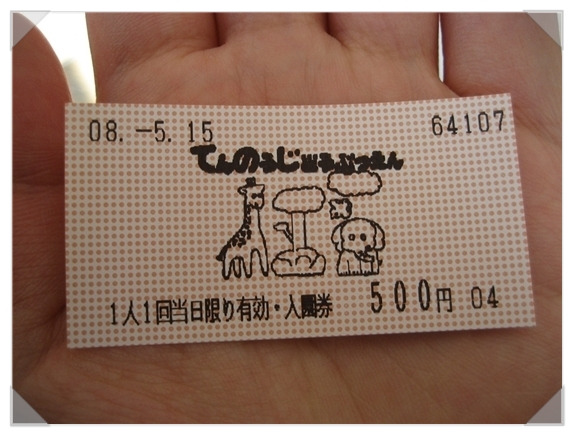 08.-5.15 64107
てんのうじどうぶつえん
1人1回当日限り有効・入園券 500円 04